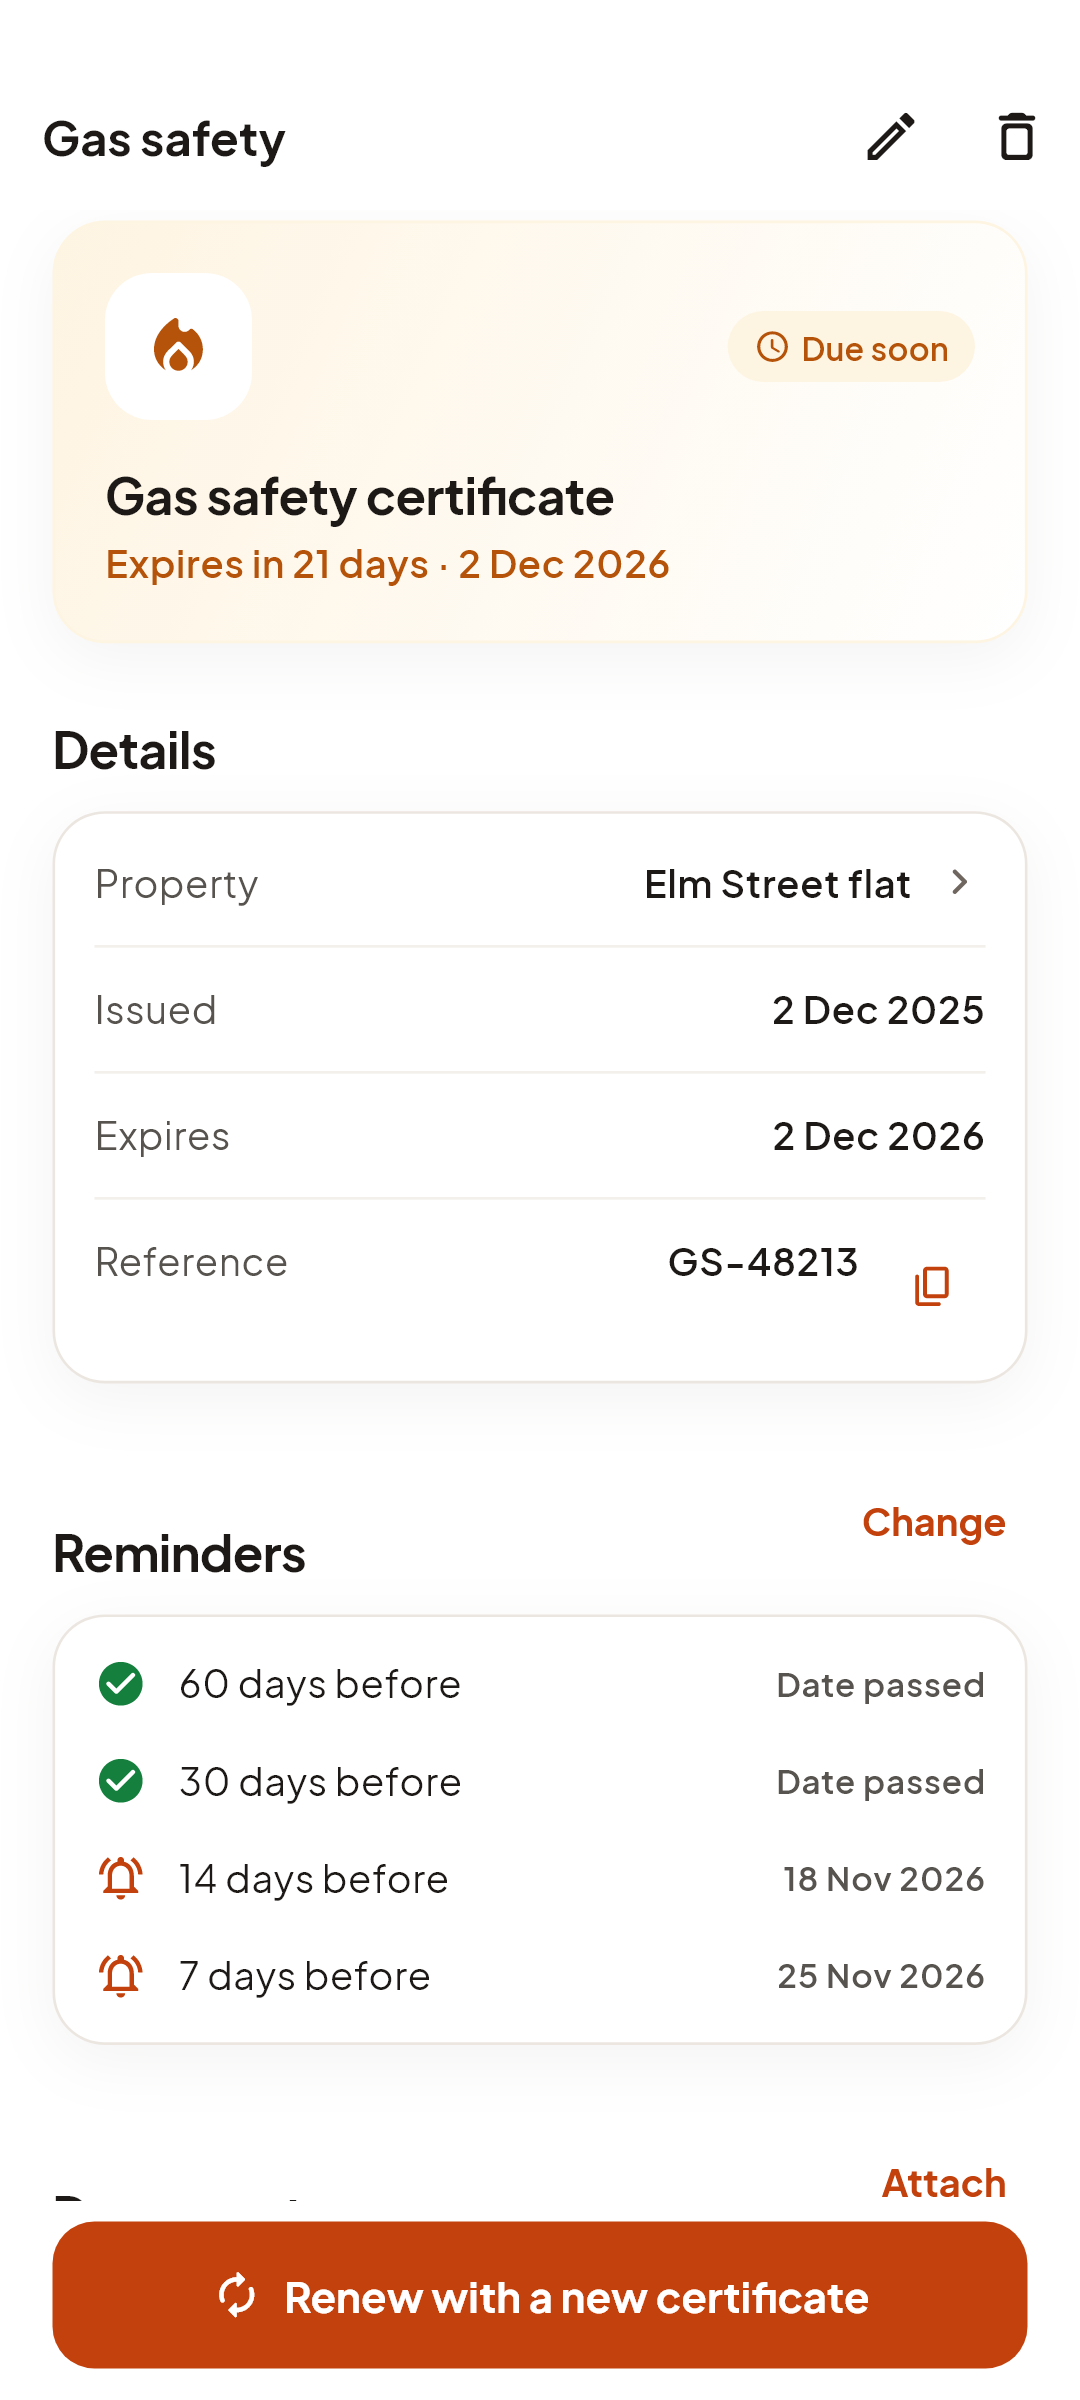 Gas safety
Due soon
Gas safety certificate
Expires in 21 days · 2 Dec 2026
Details
Property Elm Street flat
Issued 2 Dec 2025
Expires 2 Dec 2026
Reference GS-48213
Change
Reminders
60 days before Date passed
30 days before Date passed
14 days before 18 Nov 2026
7 days before 25 Nov 2026
Attach
Renew with a new certificate